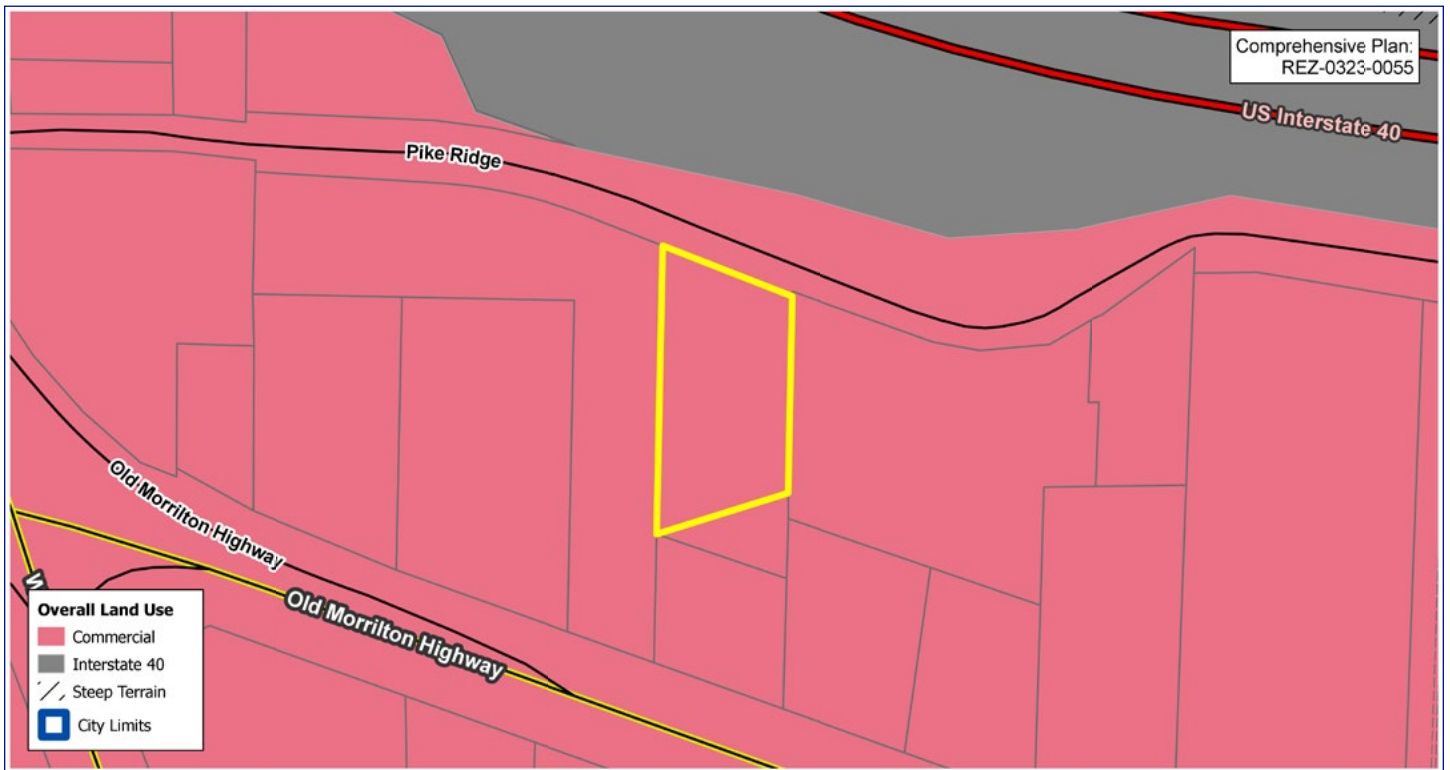 Comprehensive Plan:
REZ-0323-0055
US Interstate 40
Pike Ridge
Old Morrilton Highway
Old Morrilton Highway
W
Overall Land Use
Commercial
Interstate 40
Steep Terrain
City Limits